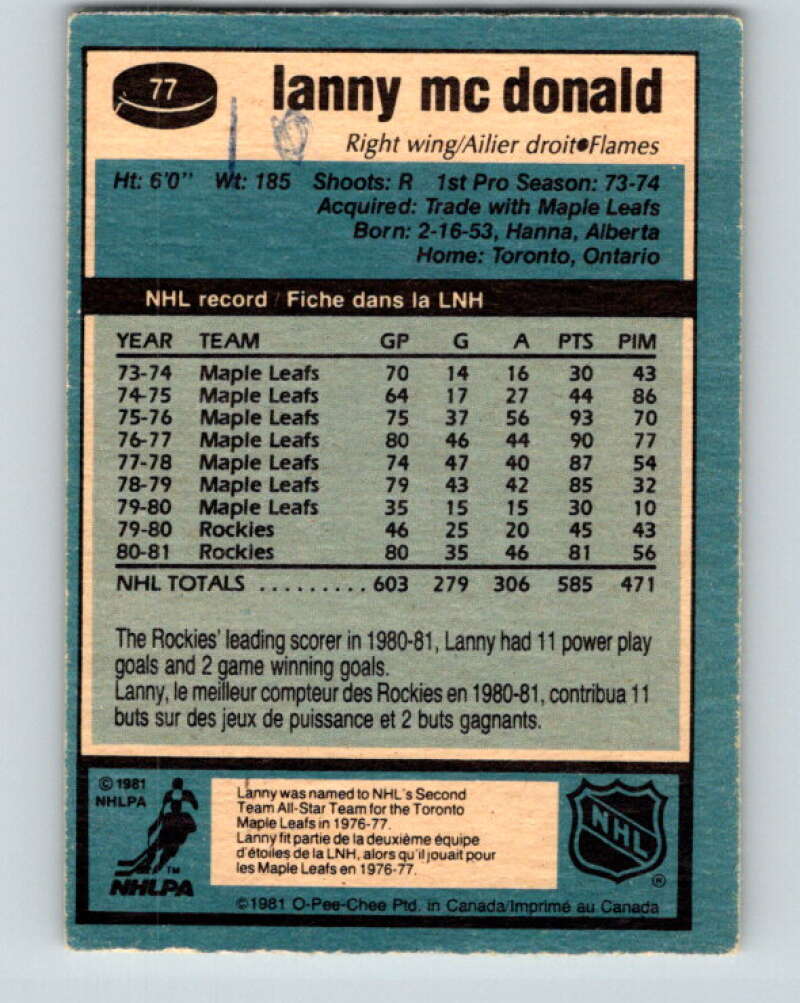 77
lanny mc donald
Right wing/Ailier droit•Flames
Ht: 6'0" Wt: 185 Shoots: R 1st Pro Season: 73-74
Acquired: Trade with Maple Leafs
Born: 2-16-53, Hanna, Alberta
Home: Toronto, Ontario
NHL record / Fiche dans la LNH
YEAR TEAM GP G A PTS PIM
73-74 Maple Leafs 70 14 16 30 43
74-75 Maple Leafs 64 17 27 44 86
75-76 Maple Leafs 75 37 56 93 70
76-77 Maple Leafs 80 46 44 90 77
77-78 Maple Leafs 74 47 40 87 54
78-79 Maple Leafs 79 43 42 85 32
79-80 Maple Leafs 35 15 15 30 10
79-80 Rockies 46 25 20 45 43
80-81 Rockies 80 35 46 81 56
NHL TOTALS ......... 603 279 306 585 471
The Rockies' leading scorer in 1980-81, Lanny had 11 power play
goals and 2 game winning goals.
Lanny, le meilleur compteur des Rockies en 1980-81, contribua 11
buts sur des jeux de puissance et 2 buts gagnants.
© 1981
NHLPA
TM
NHLPA
Lanny was named to NHL's Second
Team All-Star Team for the Toronto
Maple Leafs in 1976-77.
Lanny fit partie de la deuxième équipe
d'étoiles de la LNH, alors qu'il jouait pour
les Maple Leafs en 1976-77.
NHL
®
©1981 O-Pee-Chee Ptd. in Canada/Imprimé au Canada